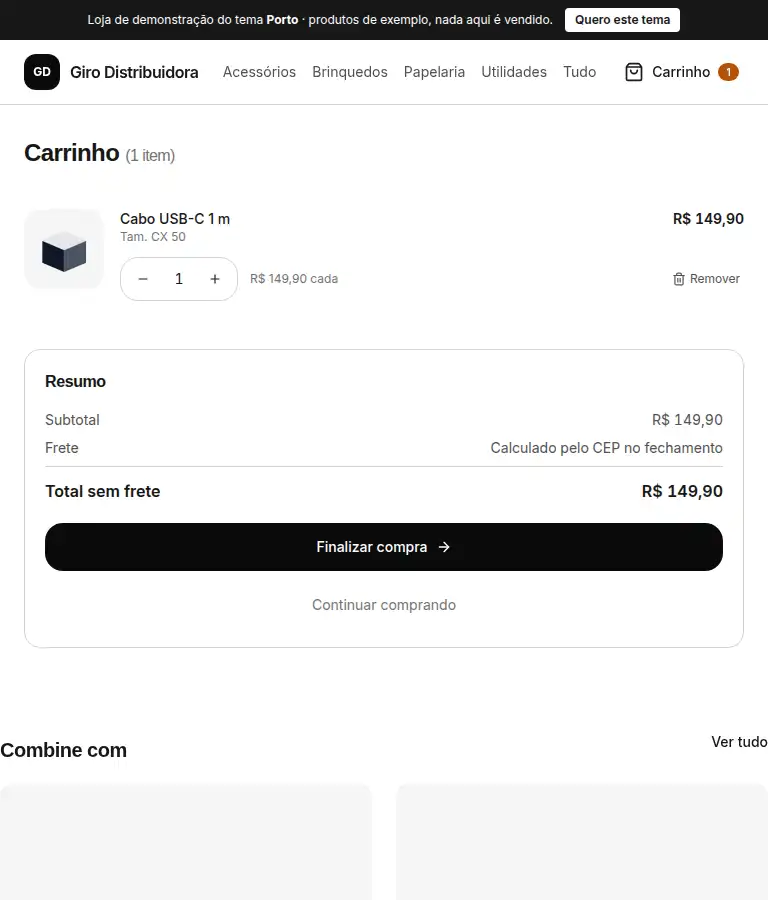 Loja de demonstração do tema Porto · produtos de exemplo, nada aqui é vendido. Quero este tema
GD Giro Distribuidora Acessórios Brinquedos Papelaria Utilidades Tudo Carrinho 1
Carrinho (1 item)
Cabo USB-C 1 m R$ 149,90
Tam. CX 50
− 1 + R$ 149,90 cada Remover
Resumo
Subtotal R$ 149,90
Frete Calculado pelo CEP no fechamento
Total sem frete R$ 149,90
Finalizar compra →
Continuar comprando
Combine com Ver tudo